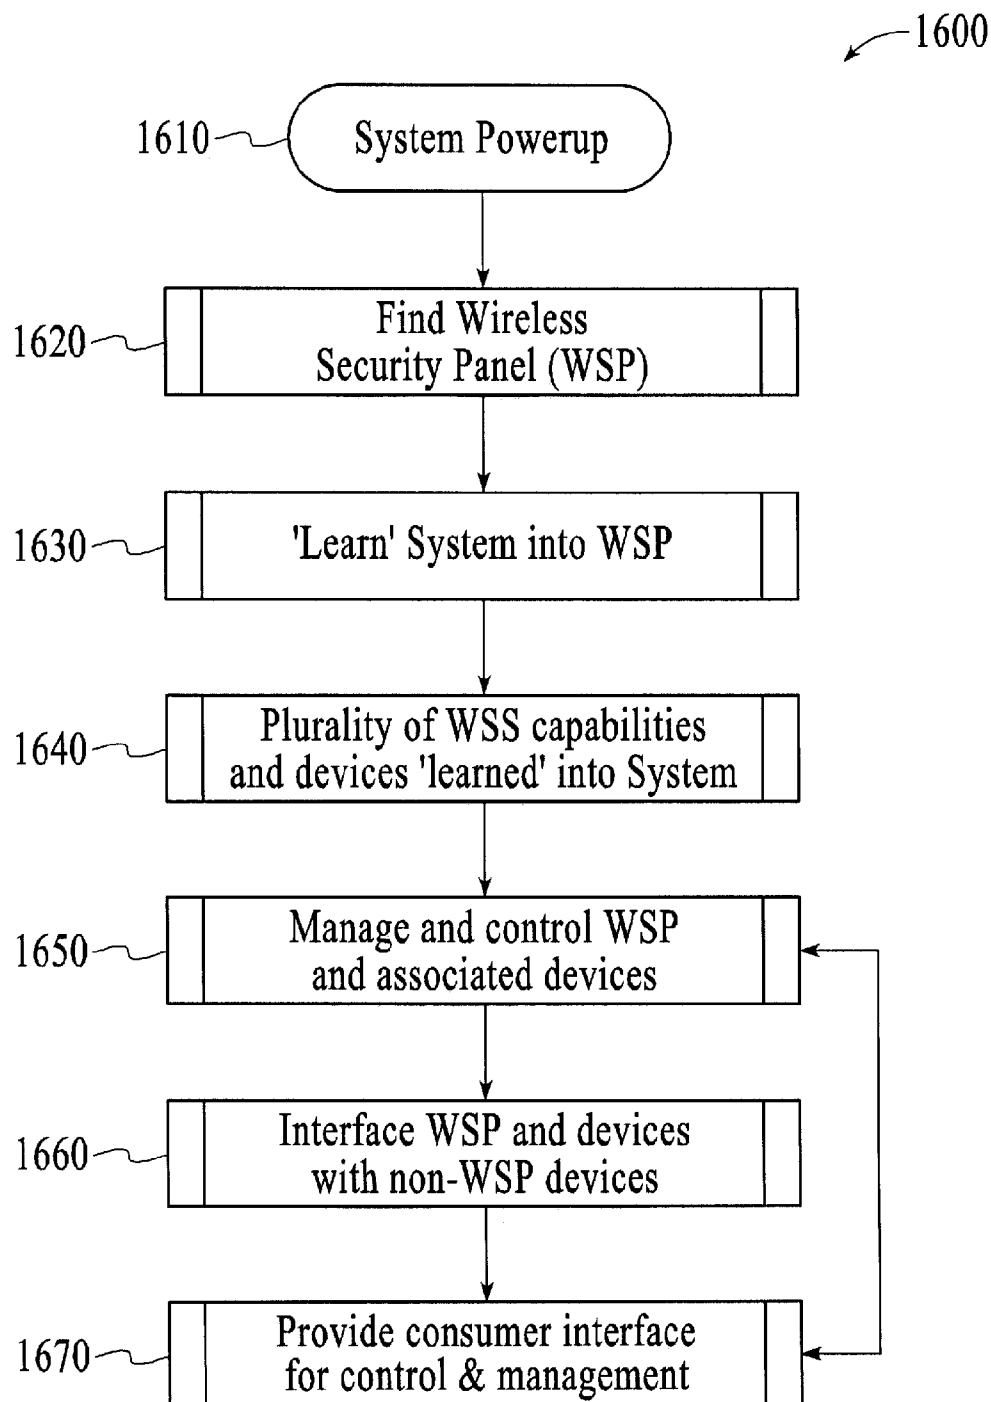 1600
1610
System Powerup
1620
Find Wireless
Security Panel (WSP)
1630
'Learn' System into WSP
1640
Plurality of WSS capabilities
and devices 'learned' into System
1650
Manage and control WSP
and associated devices
1660
Interface WSP and devices
with non-WSP devices
1670
Provide consumer interface
for control & management